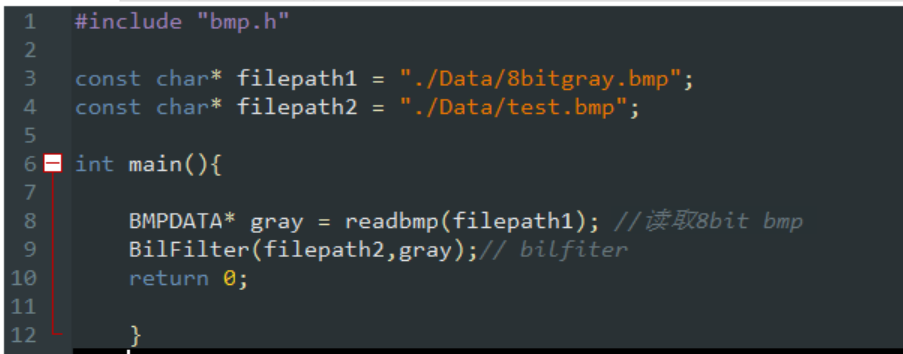 1 #include "bmp.h"
2
3 const char* filepath1 = "./Data/8bitgray.bmp";
4 const char* filepath2 = "./Data/test.bmp";
5
6 int main(){
7
8 BMPDATA* gray = readbmp(filepath1); //读取8bit bmp
9 BilFilter(filepath2,gray);// bilfiter
10 return 0;
11
12 }